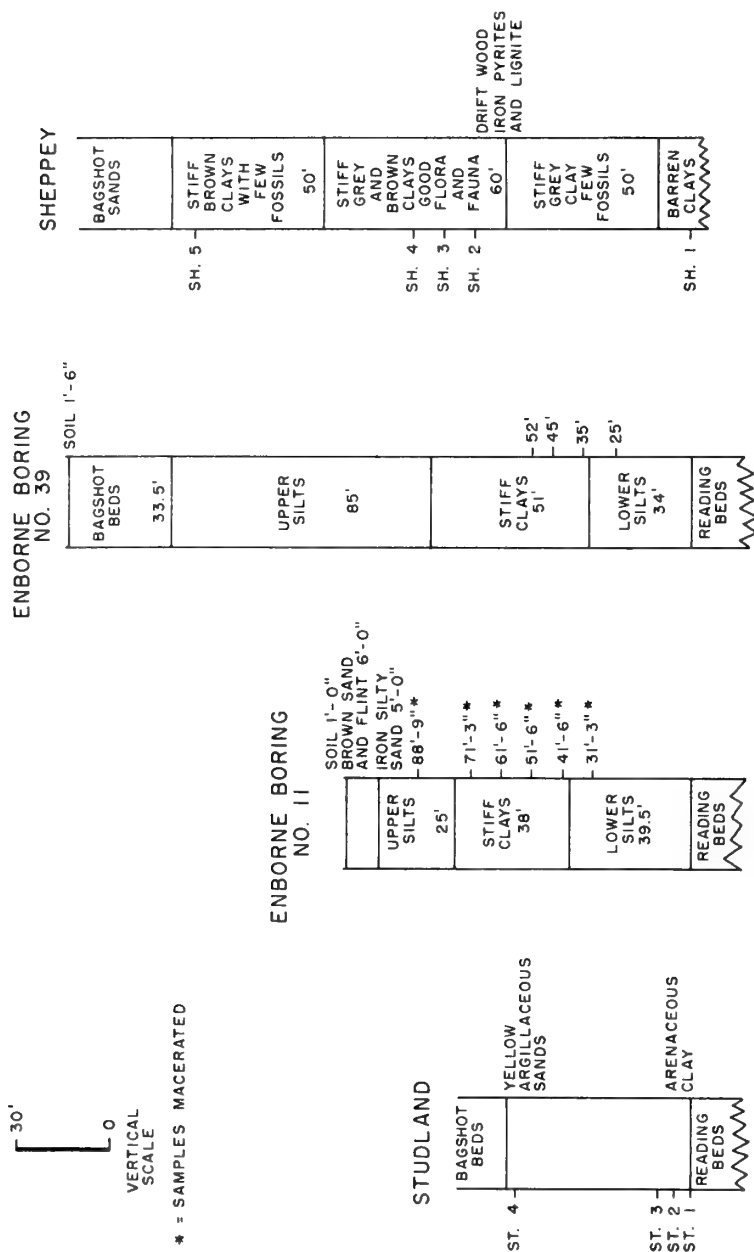 30'
0
VERTICAL
SCALE
* = SAMPLES MACERATED
STUDLAND
BAGSHOT
BEDS
YELLOW
ARGILLACEOUS
SANDS
ARENACEOUS
CLAY
READING
BEDS
ST. 4
ST. 3
ST. 2
ST. 1
ENBORNE BORING
NO. 11
SOIL 1'-0"
BROWN SAND
AND FLINT 6'-0"
IRON SILTY
SAND 5'-0"
88'-9"*
71'-3"*
61'-6"*
51'-6"*
41'-6"*
31'-3"*
UPPER
SILTS
25'
STIFF
CLAYS
38'
LOWER
SILTS
39.5'
READING
BEDS
ENBORNE BORING
NO. 39
SOIL 1'-6"
BAGSHOT
BEDS
33.5'
UPPER
SILTS
85'
STIFF
CLAYS
51'
LOWER
SILTS
34'
READING
BEDS
52'
45'
35'
25'
SHEPPEY
BAGSHOT
SANDS
STIFF
BROWN
CLAYS
WITH
FEW
FOSSILS
50'
STIFF
GREY
AND
BROWN
CLAYS
GOOD
FLORA
AND
FAUNA
60'
DRIFT WOOD
IRON PYRITES
AND LIGNITE
STIFF
GREY
CLAY
FEW
FOSSILS
50'
BARREN
CLAYS
SH. 5
SH. 4
SH. 3
SH. 2
SH. 1